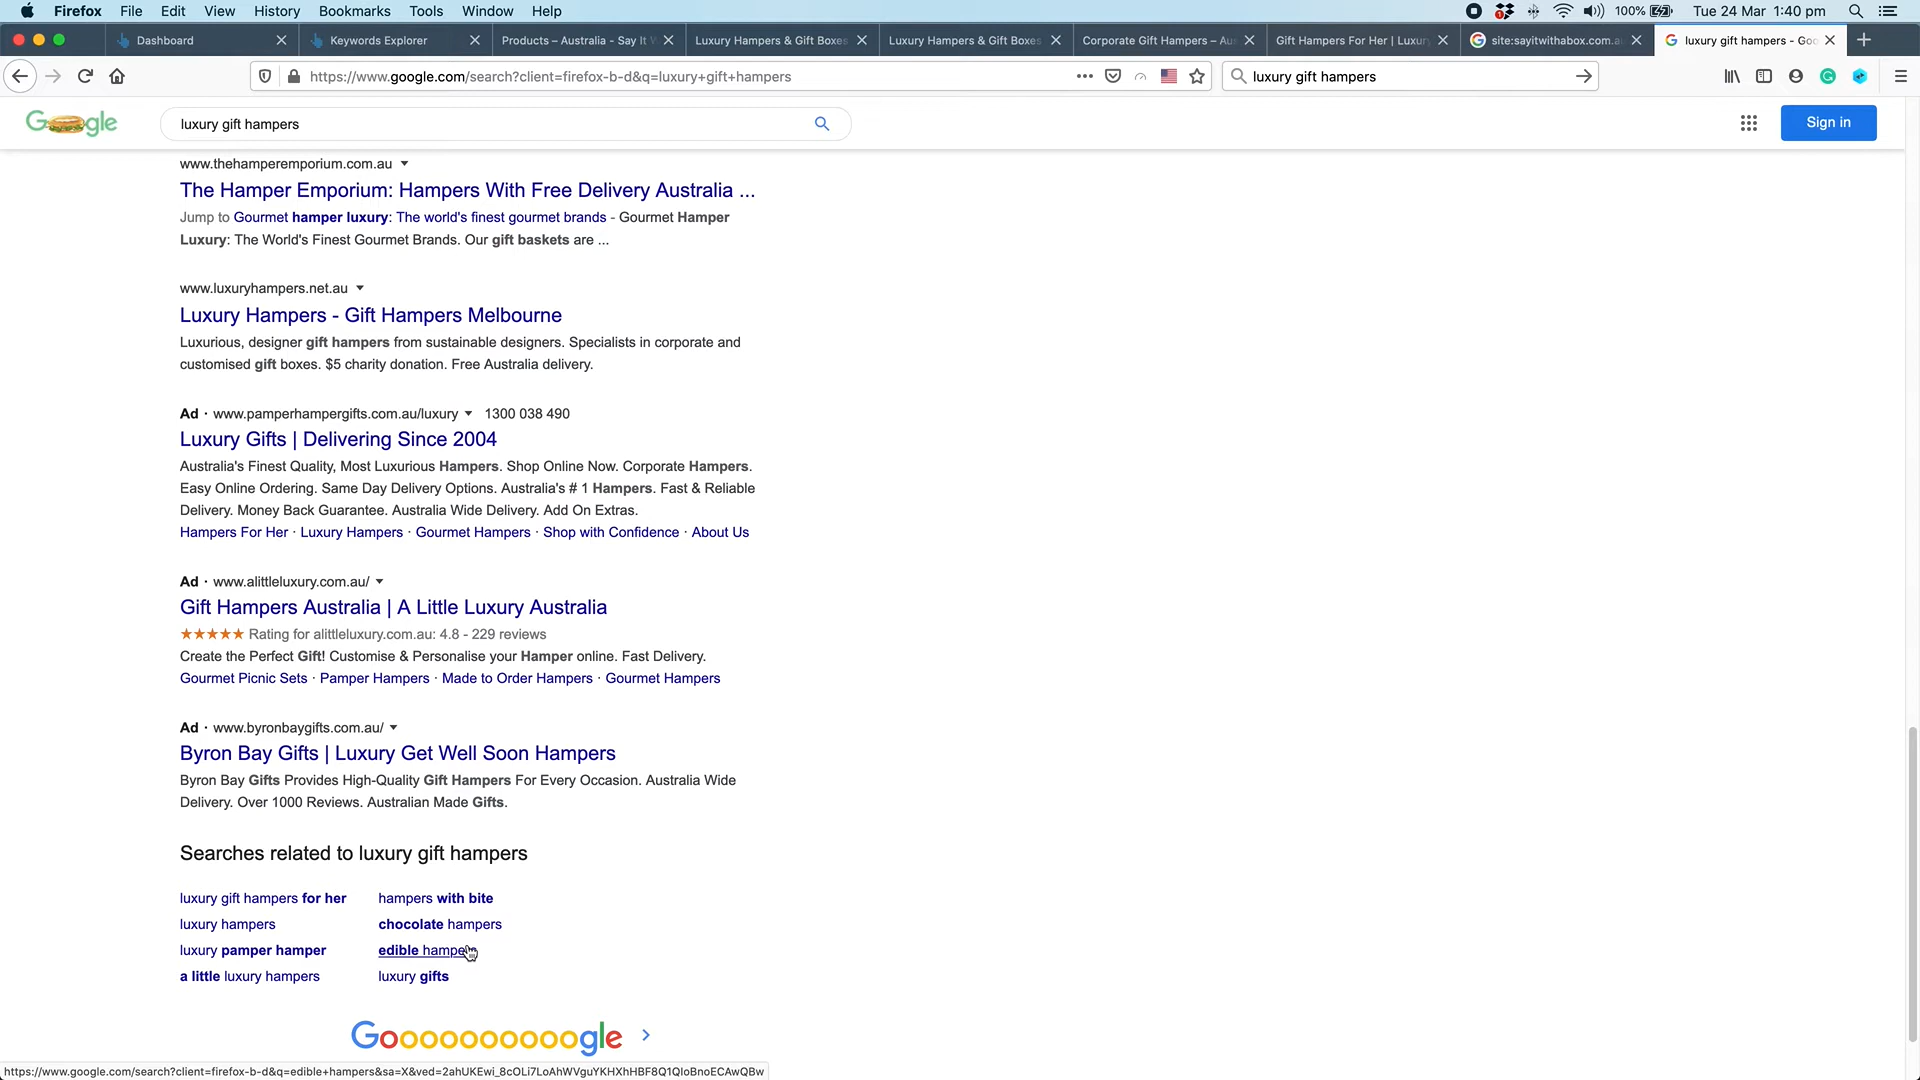 Firefox File Edit View History Bookmarks Tools Window Help 100% Tue 24 Mar 1:40 pm
Dashboard Keywords Explorer Products – Australia - Say It Luxury Hampers & Gift Boxes Luxury Hampers & Gift Boxes Corporate Gift Hampers – Au Gift Hampers For Her | Luxur site:sayitwithabox.com.a luxury gift hampers - Goo
https://www.google.com/search?client=firefox-b-d&q=luxury+gift+hampers luxury gift hampers
Google luxury gift hampers Sign in
www.thehamperemporium.com.au
The Hamper Emporium: Hampers With Free Delivery Australia ...
Jump to Gourmet hamper luxury: The world's finest gourmet brands - Gourmet Hamper
Luxury: The World's Finest Gourmet Brands. Our gift baskets are ...
www.luxuryhampers.net.au
Luxury Hampers - Gift Hampers Melbourne
Luxurious, designer gift hampers from sustainable designers. Specialists in corporate and
customised gift boxes. $5 charity donation. Free Australia delivery.
Ad · www.pamperhampergifts.com.au/luxury 1300 038 490
Luxury Gifts | Delivering Since 2004
Australia's Finest Quality, Most Luxurious Hampers. Shop Online Now. Corporate Hampers.
Easy Online Ordering. Same Day Delivery Options. Australia's # 1 Hampers. Fast & Reliable
Delivery. Money Back Guarantee. Australia Wide Delivery. Add On Extras.
Hampers For Her · Luxury Hampers · Gourmet Hampers · Shop with Confidence · About Us
Ad · www.alittleluxury.com.au/
Gift Hampers Australia | A Little Luxury Australia
★★★★★ Rating for alittleluxury.com.au: 4.8 - 229 reviews
Create the Perfect Gift! Customise & Personalise your Hamper online. Fast Delivery.
Gourmet Picnic Sets · Pamper Hampers · Made to Order Hampers · Gourmet Hampers
Ad · www.byronbaygifts.com.au/
Byron Bay Gifts | Luxury Get Well Soon Hampers
Byron Bay Gifts Provides High-Quality Gift Hampers For Every Occasion. Australia Wide
Delivery. Over 1000 Reviews. Australian Made Gifts.
Searches related to luxury gift hampers
luxury gift hampers for her hampers with bite
luxury hampers chocolate hampers
luxury pamper hamper edible hampers
a little luxury hampers luxury gifts
Goooooooooogle
https://www.google.com/search?client=firefox-b-d&q=edible+hampers&sa=X&ved=2ahUKEwi_8cOLi7LoAhWVguYKHXhHBF8Q1QIoBnoECAwQBw